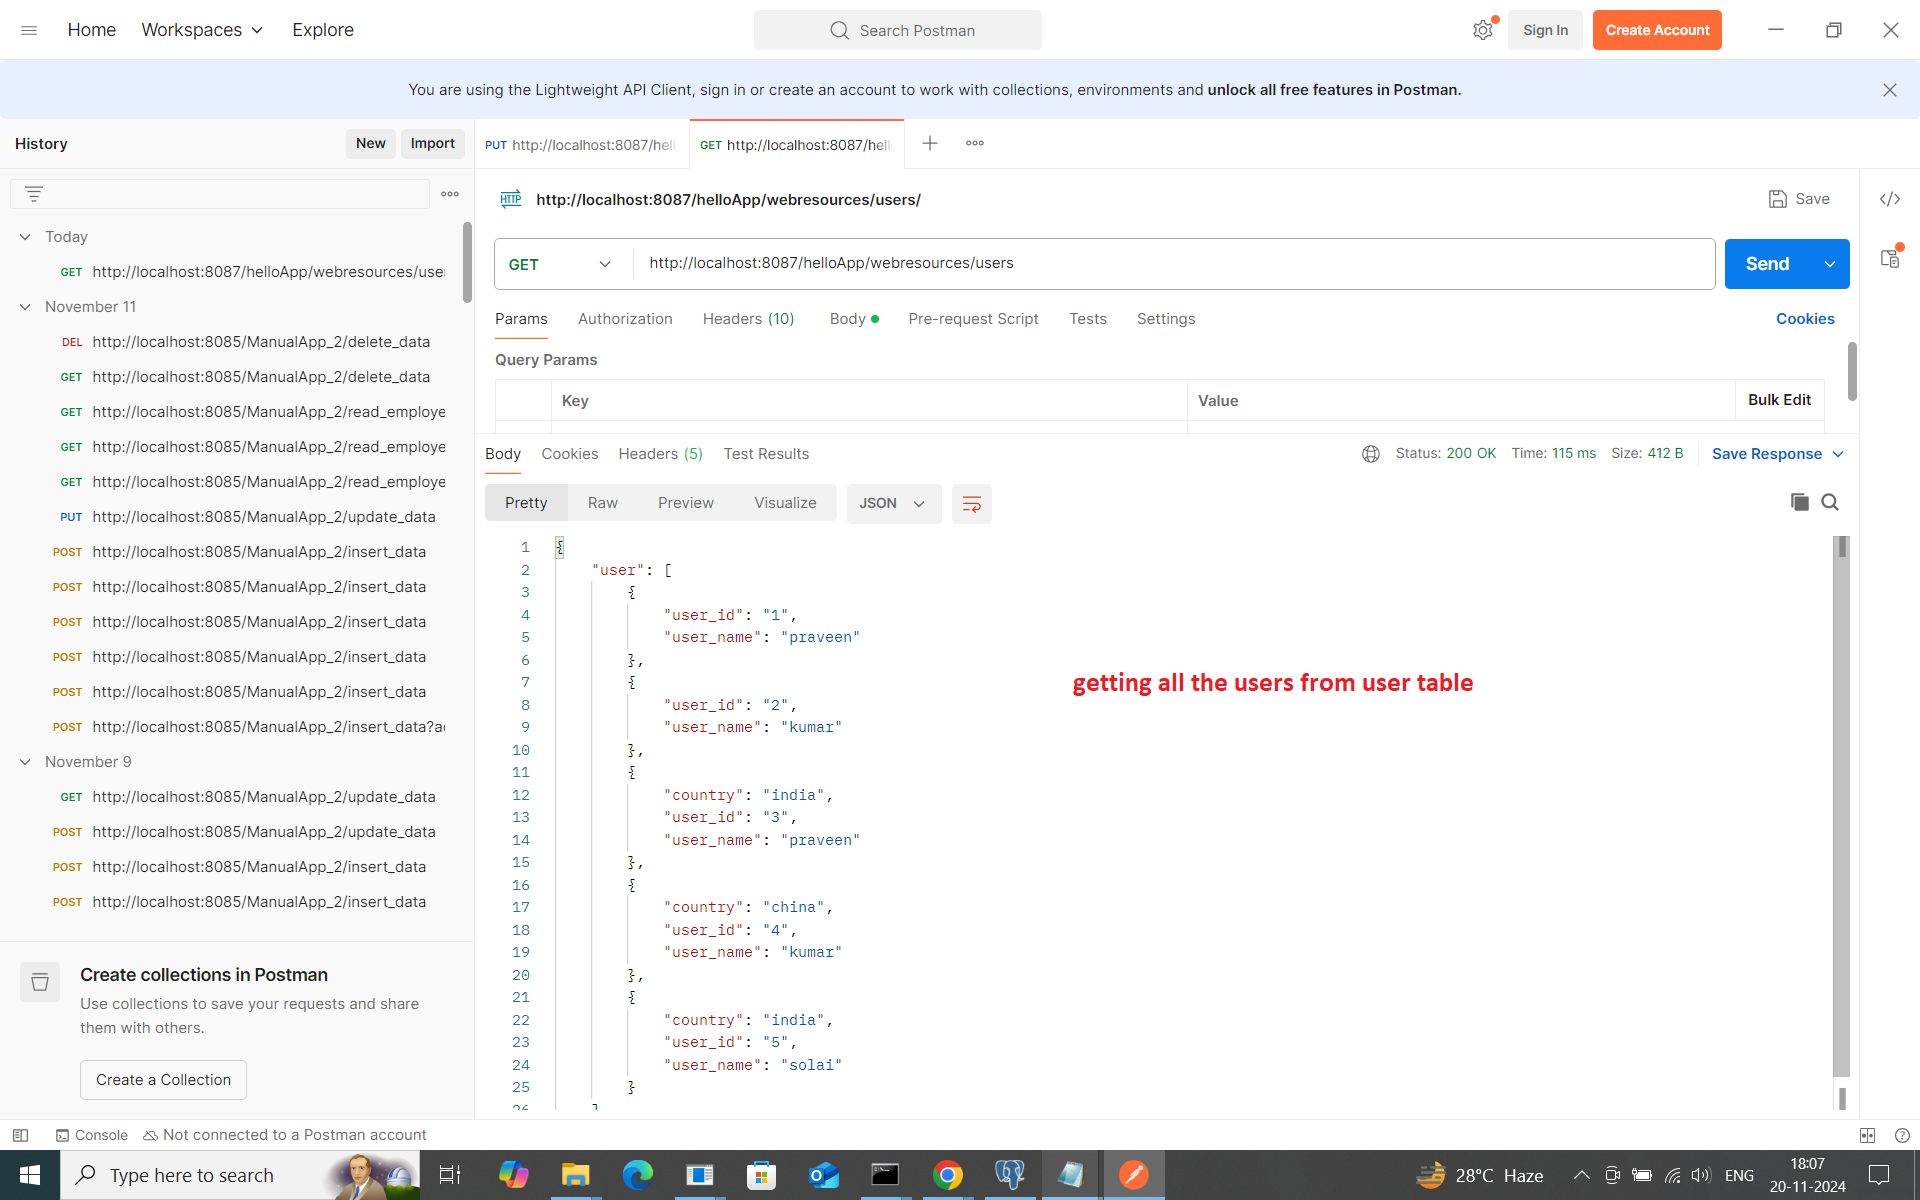 Home Workspaces Explore Search Postman Sign In Create Account
You are using the Lightweight API Client, sign in or create an account to work with collections, environments and unlock all free features in Postman.
History New Import
PUT http://localhost:8087/hell GET http://localhost:8087/hell
http://localhost:8087/helloApp/webresources/users/ Save
Today
GET http://localhost:8087/helloApp/webresources/user
November 11
DEL http://localhost:8085/ManualApp_2/delete_data
GET http://localhost:8085/ManualApp_2/delete_data
GET http://localhost:8085/ManualApp_2/read_employe
GET http://localhost:8085/ManualApp_2/read_employe
GET http://localhost:8085/ManualApp_2/read_employe
PUT http://localhost:8085/ManualApp_2/update_data
POST http://localhost:8085/ManualApp_2/insert_data
POST http://localhost:8085/ManualApp_2/insert_data
POST http://localhost:8085/ManualApp_2/insert_data
POST http://localhost:8085/ManualApp_2/insert_data
POST http://localhost:8085/ManualApp_2/insert_data
POST http://localhost:8085/ManualApp_2/insert_data?a
November 9
GET http://localhost:8085/ManualApp_2/update_data
POST http://localhost:8085/ManualApp_2/update_data
POST http://localhost:8085/ManualApp_2/insert_data
POST http://localhost:8085/ManualApp_2/insert_data
Create collections in Postman
Use collections to save your requests and share
them with others.
Create a Collection
HTTP
GET http://localhost:8087/helloApp/webresources/users Send
Params Authorization Headers (10) Body Pre-request Script Tests Settings Cookies
Query Params
Key Value Bulk Edit
Body Cookies Headers (5) Test Results Status: 200 OK Time: 115 ms Size: 412 B Save Response
Pretty Raw Preview Visualize JSON
1 {
2 "user": [
3 {
4 "user_id": "1",
5 "user_name": "praveen"
6 },
7 {
8 "user_id": "2",
9 "user_name": "kumar"
10 },
11 {
12 "country": "india",
13 "user_id": "3",
14 "user_name": "praveen"
15 },
16 {
17 "country": "china",
18 "user_id": "4",
19 "user_name": "kumar"
20 },
21 {
22 "country": "india",
23 "user_id": "5",
24 "user_name": "solai"
25 }
26 ]
getting all the users from user table
Console Not connected to a Postman account
Type here to search 28°C Haze ENG 18:07
20-11-2024